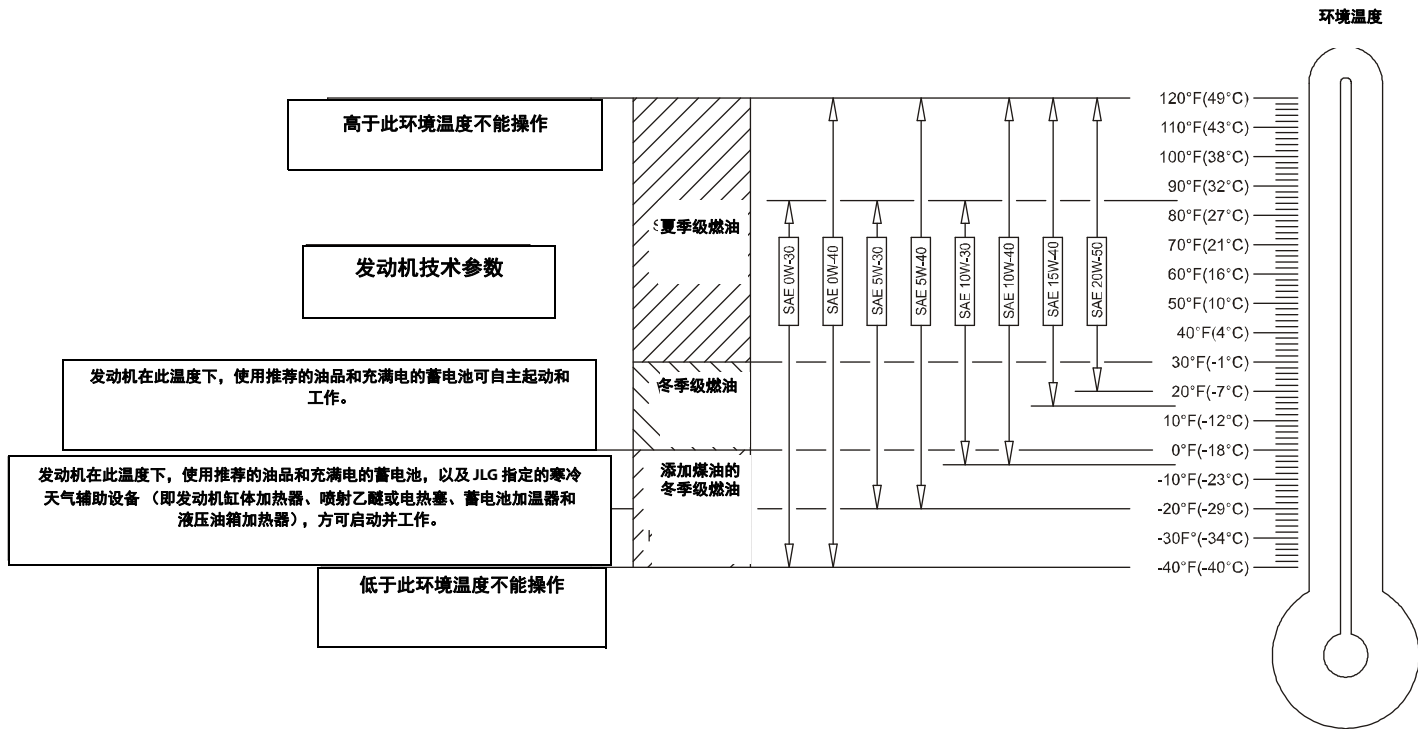 环境温度
120°F(49°C)
高于此环境温度不能操作
110°F(43°C)
100°F(38°C)
90°F(32°C)
80°F(27°C)
夏季级燃油
70°F(21°C)
发动机技术参数
SAE 0W-30
SAE 0W-40
SAE 5W-30
SAE 5W-40
SAE 10W-30
SAE 10W-40
SAE 15W-40
SAE 20W-50
60°F(16°C)
50°F(10°C)
40°F(4°C)
30°F(-1°C)
发动机在此温度下，使用推荐的油品和充满电的蓄电池可自主起动和
工作。
冬季级燃油
20°F(-7°C)
10°F(-12°C)
0°F(-18°C)
发动机在此温度下，使用推荐的油品和充满电的蓄电池，以及 JLG 指定的寒冷
天气辅助设备 （即发动机缸体加热器、喷射乙醚或电热塞、蓄电池加温器和
液压油箱加热器），方可启动并工作。
添加煤油的
冬季级燃油
-10°F(-23°C)
-20°F(-29°C)
-30F°(-34°C)
-40°F(-40°C)
低于此环境温度不能操作